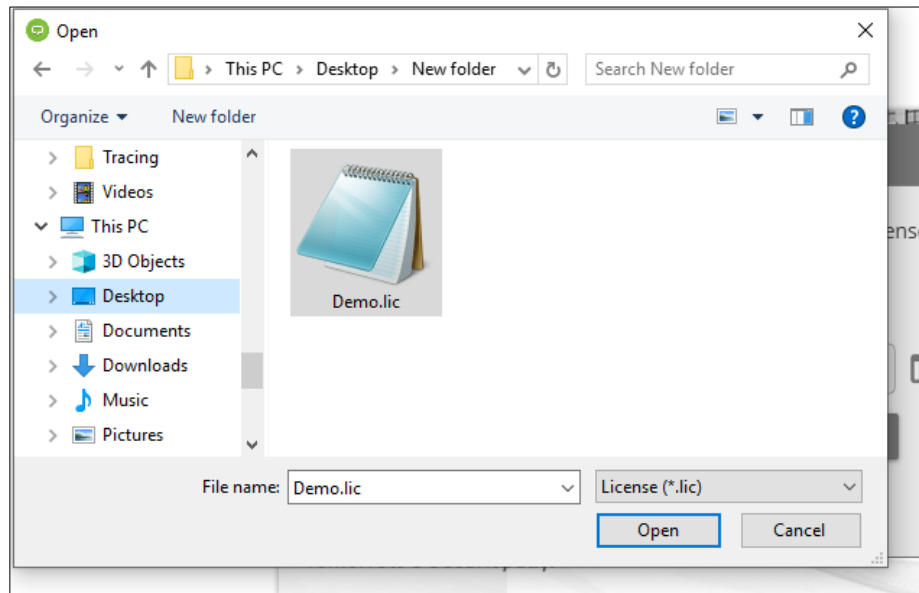 Open
This PC > Desktop > New folder
Search New folder
Organize
New folder
Tracing
Videos
This PC
3D Objects
Desktop
Documents
Downloads
Music
Pictures
Demo.lic
File name:
Demo.lic
License (*.lic)
Open
Cancel